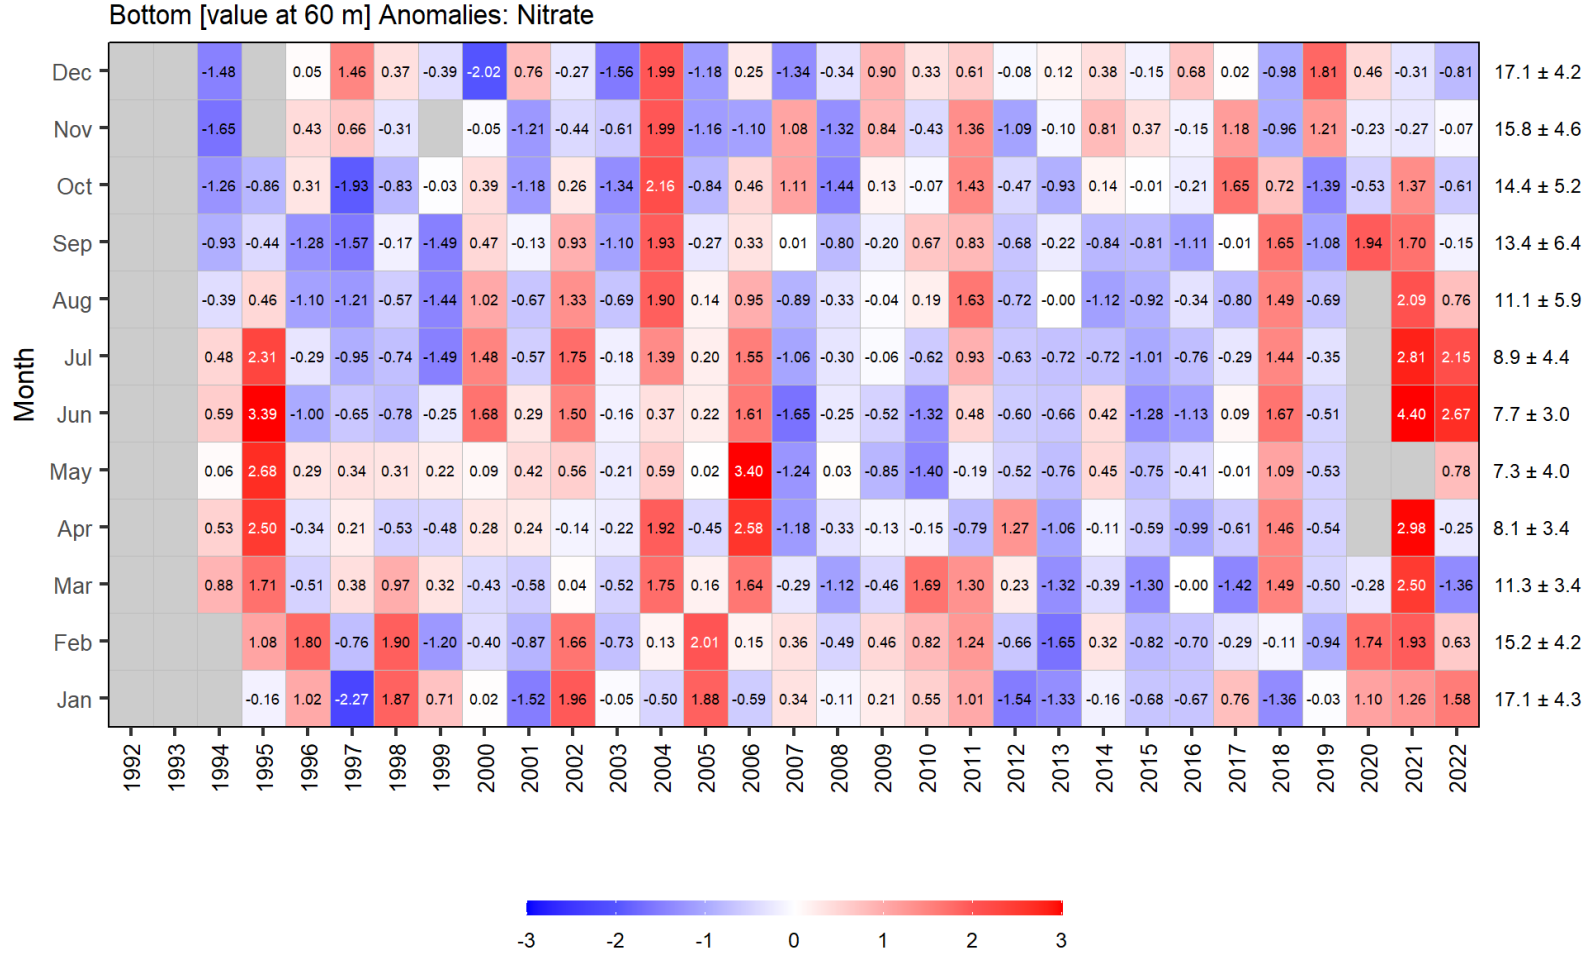 Bottom [value at 60 m] Anomalies: Nitrate
Dec -1.48 0.05 1.46 0.37 -0.39 -2.02 0.76 -0.27 -1.56 1.99 -1.18 0.25 -1.34 -0.34 0.90 0.33 0.61 -0.08 0.12 0.38 -0.15 0.68 0.02 -0.98 1.81 0.46 -0.31 -0.81 17.1 ± 4.2
Nov -1.65 0.43 0.66 -0.31 -0.05 -1.21 -0.44 -0.61 1.99 -1.16 -1.10 1.08 -1.32 0.84 -0.43 1.36 -1.09 -0.10 0.81 0.37 -0.15 1.18 -0.96 1.21 -0.23 -0.27 -0.07 15.8 ± 4.6
Oct -1.26 -0.86 0.31 -1.93 -0.83 -0.03 0.39 -1.18 0.26 -1.34 2.16 -0.84 0.46 1.11 -1.44 0.13 -0.07 1.43 -0.47 -0.93 0.14 -0.01 -0.21 1.65 0.72 -1.39 -0.53 1.37 -0.61 14.4 ± 5.2
Sep -0.93 -0.44 -1.28 -1.57 -0.17 -1.49 0.47 -0.13 0.93 -1.10 1.93 -0.27 0.33 0.01 -0.80 -0.20 0.67 0.83 -0.68 -0.22 -0.84 -0.81 -1.11 -0.01 1.65 -1.08 1.94 1.70 -0.15 13.4 ± 6.4
Aug -0.39 0.46 -1.10 -1.21 -0.57 -1.44 1.02 -0.67 1.33 -0.69 1.90 0.14 0.95 -0.89 -0.33 -0.04 0.19 1.63 -0.72 -0.00 -1.12 -0.92 -0.34 -0.80 1.49 -0.69 2.09 0.76 11.1 ± 5.9
Jul 0.48 2.31 -0.29 -0.95 -0.74 -1.49 1.48 -0.57 1.75 -0.18 1.39 0.20 1.55 -1.06 -0.30 -0.06 -0.62 0.93 -0.63 -0.72 -0.72 -1.01 -0.76 -0.29 1.44 -0.35 2.81 2.15 8.9 ± 4.4
Jun 0.59 3.39 -1.00 -0.65 -0.78 -0.25 1.68 0.29 1.50 -0.16 0.37 0.22 1.61 -1.65 -0.25 -0.52 -1.32 0.48 -0.60 -0.66 0.42 -1.28 -1.13 0.09 1.67 -0.51 4.40 2.67 7.7 ± 3.0
May 0.06 2.68 0.29 0.34 0.31 0.22 0.09 0.42 0.56 -0.21 0.59 0.02 3.40 -1.24 0.03 -0.85 -1.40 -0.19 -0.52 -0.76 0.45 -0.75 -0.41 -0.01 1.09 -0.53 0.78 7.3 ± 4.0
Apr 0.53 2.50 -0.34 0.21 -0.53 -0.48 0.28 0.24 -0.14 -0.22 1.92 -0.45 2.58 -1.18 -0.33 -0.13 -0.15 -0.79 1.27 -1.06 -0.11 -0.59 -0.99 -0.61 1.46 -0.54 2.98 -0.25 8.1 ± 3.4
Mar 0.88 1.71 -0.51 0.38 0.97 0.32 -0.43 -0.58 0.04 -0.52 1.75 0.16 1.64 -0.29 -1.12 -0.46 1.69 1.30 0.23 -1.32 -0.39 -1.30 -0.00 -1.42 1.49 -0.50 -0.28 2.50 -1.36 11.3 ± 3.4
Feb 1.08 1.80 -0.76 1.90 -1.20 -0.40 -0.87 1.66 -0.73 0.13 2.01 0.15 0.36 -0.49 0.46 0.82 1.24 -0.66 -1.65 0.32 -0.82 -0.70 -0.29 -0.11 -0.94 1.74 1.93 0.63 15.2 ± 4.2
Jan -0.16 1.02 -2.27 1.87 0.71 0.02 -1.52 1.96 -0.05 -0.50 1.88 -0.59 0.34 -0.11 0.21 0.55 1.01 -1.54 -1.33 -0.16 -0.68 -0.67 0.76 -1.36 -0.03 1.10 1.26 1.58 17.1 ± 4.3
Month
1992 1993 1994 1995 1996 1997 1998 1999 2000 2001 2002 2003 2004 2005 2006 2007 2008 2009 2010 2011 2012 2013 2014 2015 2016 2017 2018 2019 2020 2021 2022
-3 -2 -1 0 1 2 3